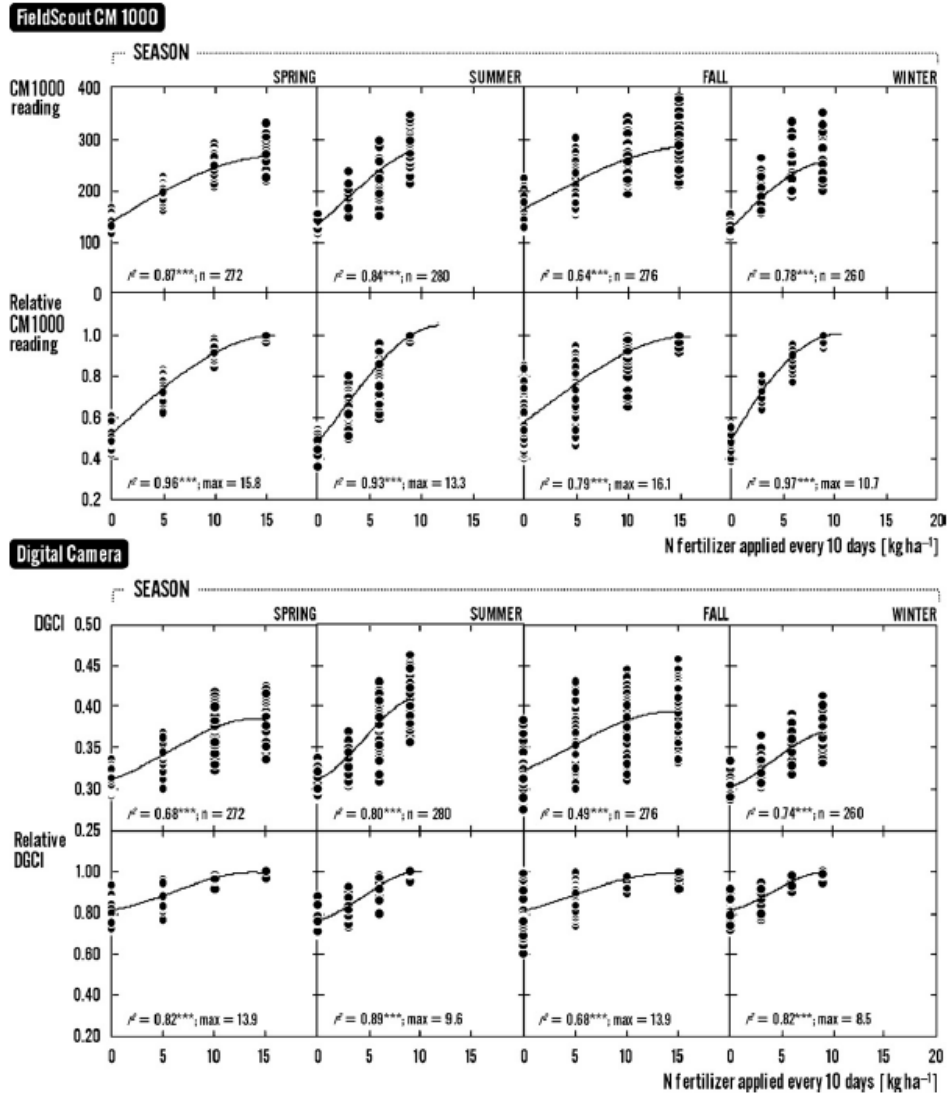 FieldScout CM 1000
SEASON
SPRING SUMMER FALL WINTER
CM1000 reading
400
300
200
100
0
r² = 0.87***; n = 272
r² = 0.84***; n = 280
r² = 0.64***; n = 276
r² = 0.78***; n = 260
Relative CM1000 reading
1.0
0.8
0.6
0.4
0.2
r² = 0.96***; max = 15.8
r² = 0.93***; max = 13.3
r² = 0.79***; max = 16.1
r² = 0.97***; max = 10.7
0 5 10 15 0 5 10 15 0 5 10 15 0 5 10 15 20
N fertilizer applied every 10 days [kg ha⁻¹]
Digital Camera
SEASON
SPRING SUMMER FALL WINTER
DGCI
0.50
0.45
0.40
0.35
0.30
0.25
r² = 0.68***; n = 272
r² = 0.80***; n = 280
r² = 0.49***; n = 276
r² = 0.74***; n = 260
Relative DGCI
1.00
0.80
0.60
0.40
0.20
r² = 0.82***; max = 13.9
r² = 0.89***; max = 9.6
r² = 0.68***; max = 13.9
r² = 0.82***; max = 8.5
0 5 10 15 0 5 10 15 0 5 10 15 0 5 10 15 20
N fertilizer applied every 10 days [kg ha⁻¹]